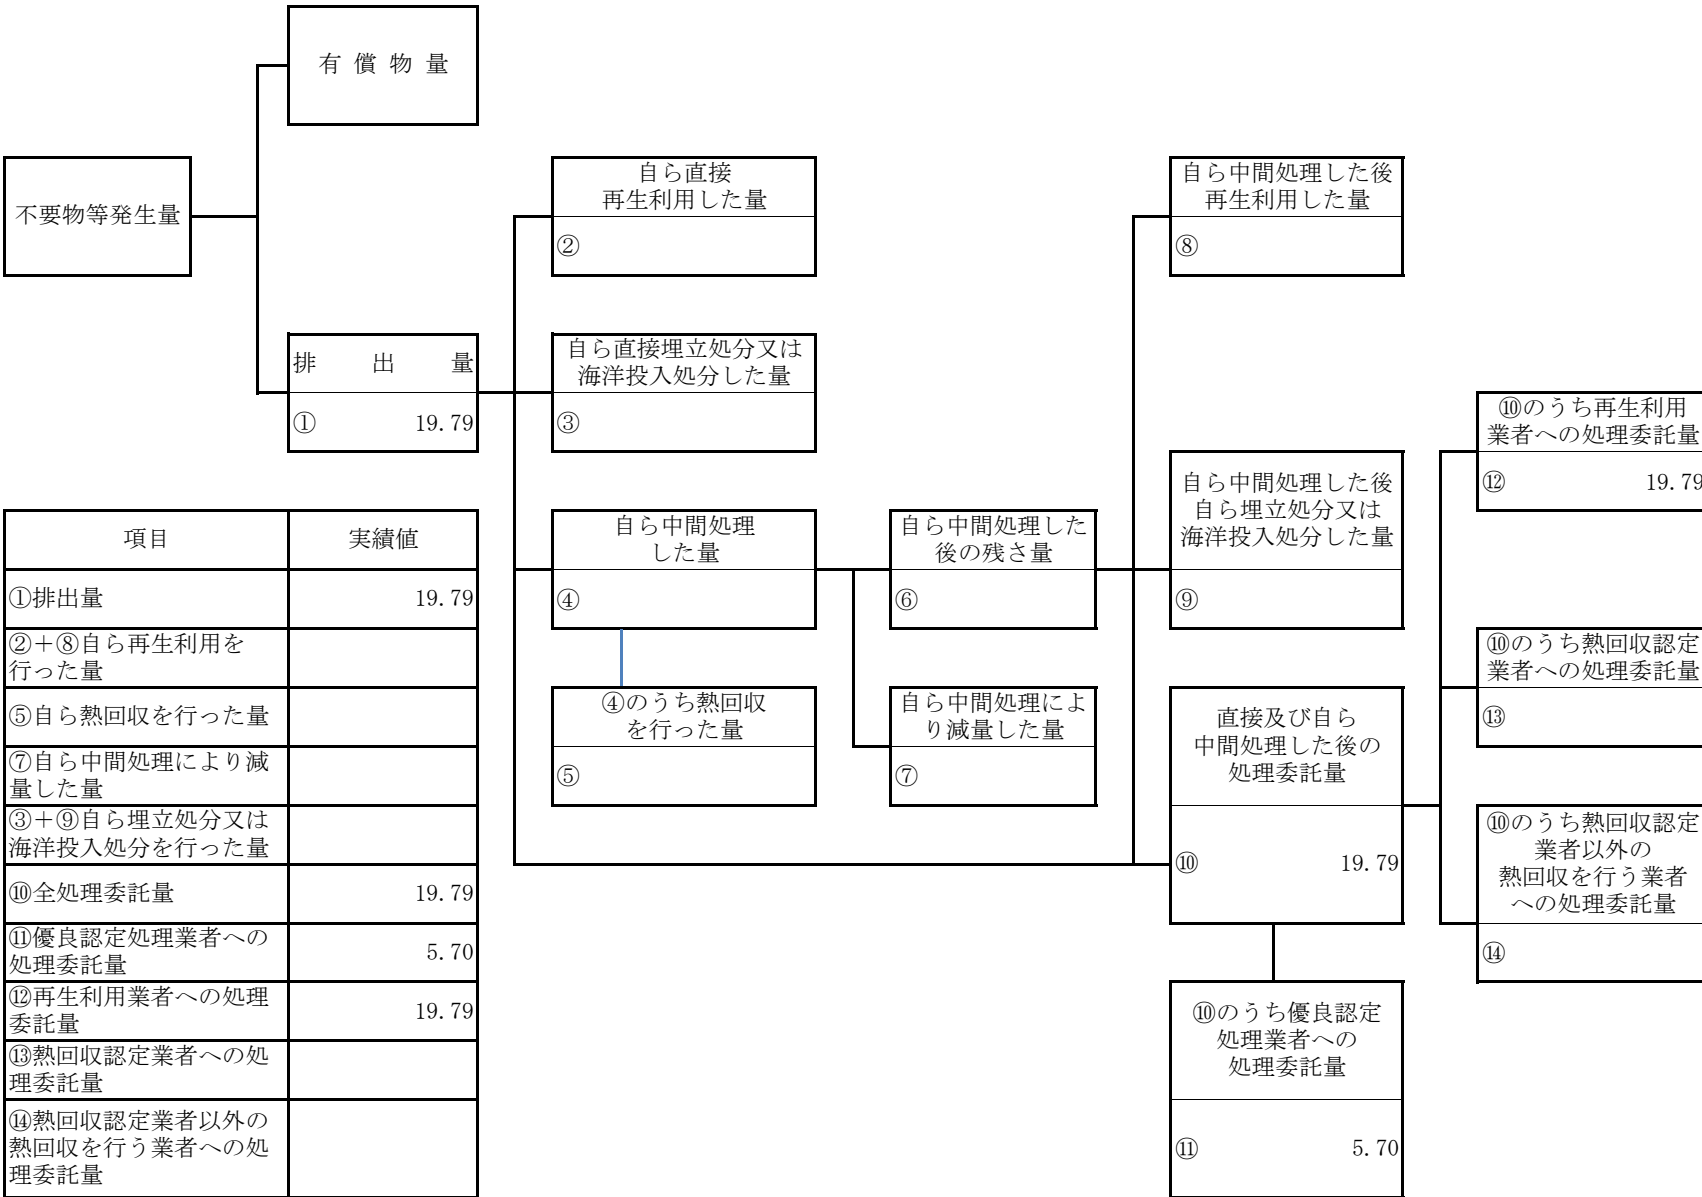 有償物量
不要物等発生量
自ら直接
再生利用した量
②
自ら中間処理した後
再生利用した量
⑧
排出量
① 19.79
自ら直接埋立処分又は
海洋投入処分した量
③
⑩のうち再生利用
業者への処理委託量
⑫ 19.79
自ら中間処理した後
自ら埋立処分又は
海洋投入処分した量
⑨
自ら中間処理
した量
④
自ら中間処理した
後の残さ量
⑥
⑩のうち熱回収認定
業者への処理委託量
⑬
④のうち熱回収
を行った量
⑤
自ら中間処理によ
り減量した量
⑦
直接及び自ら
中間処理した後の
処理委託量
⑩ 19.79
⑩のうち熱回収認定
業者以外の
熱回収を行う業者
への処理委託量
⑭
⑩のうち優良認定
処理業者への
処理委託量
⑪ 5.70
項目 実績値
①排出量 19.79
②+⑧自ら再生利用を
行った量
⑤自ら熱回収を行った量
⑦自ら中間処理により減
量した量
③+⑨自ら埋立処分又は
海洋投入処分を行った量
⑩全処理委託量 19.79
⑪優良認定処理業者への
処理委託量 5.70
⑫再生利用業者への処理
委託量 19.79
⑬熱回収認定業者への処
理委託量
⑭熱回収認定業者以外の
熱回収を行う業者への処
理委託量